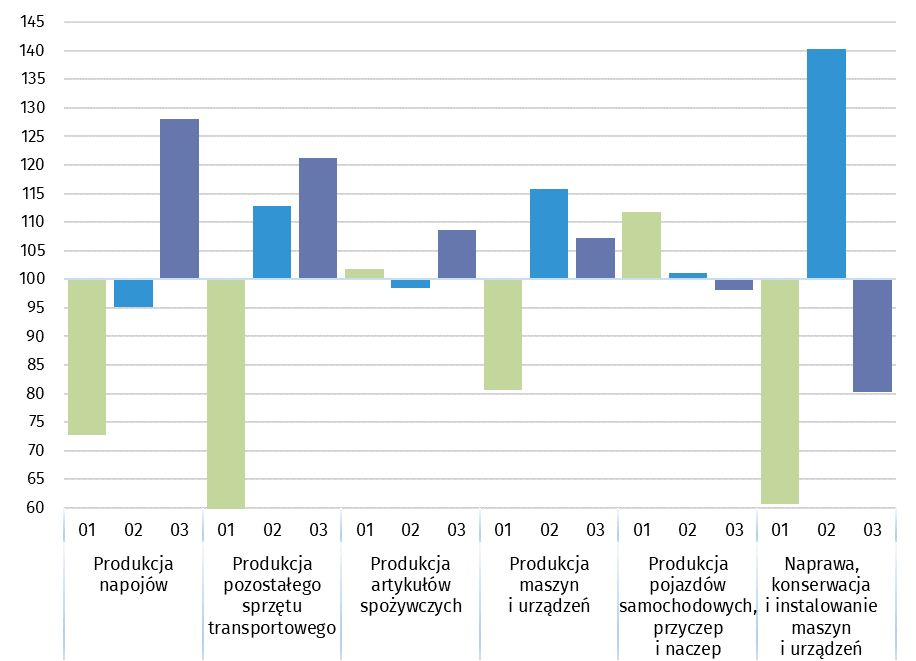 145
140
135
130
125
120
115
110
105
100
95
90
85
80
75
70
65
60
01 02 03 01 02 03 01 02 03 01 02 03 01 02 03 01 02 03
Produkcja
napojów
Produkcja
pozostałego
sprzętu
transportowego
Produkcja
artykułów
spożywczych
Produkcja
maszyn
i urządzeń
Produkcja
pojazdów
samochodowych,
przyczep
i naczep
Naprawa,
konserwacja
i instalowanie
maszyn
i urządzeń